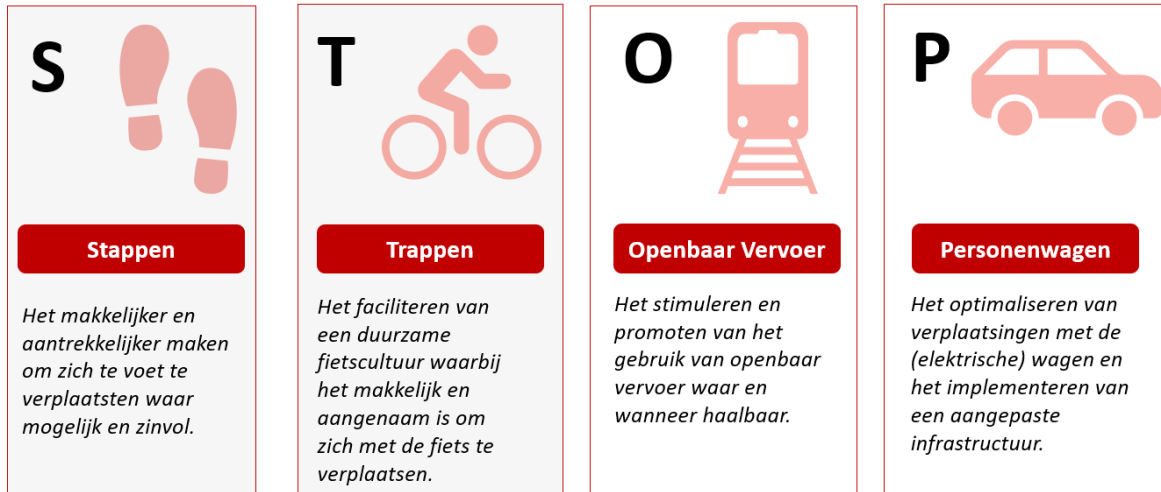 S
Stappen
Het makkelijker en
aantrekkelijker maken
om zich te voet te
verplaatsten waar
mogelijk en zinvol.
T
Trappen
Het faciliteren van
een duurzame
fietscultuur waarbij
het makkelijk en
aangenaam is om
zich met de fiets te
verplaatsen.
O
Openbaar Vervoer
Het stimuleren en
promoten van het
gebruik van openbaar
vervoer waar en
wanneer haalbaar.
P
Personenwagen
Het optimaliseren van
verplaatsingen met de
(elektrische) wagen en
het implementeren van
een aangepaste
infrastructuur.